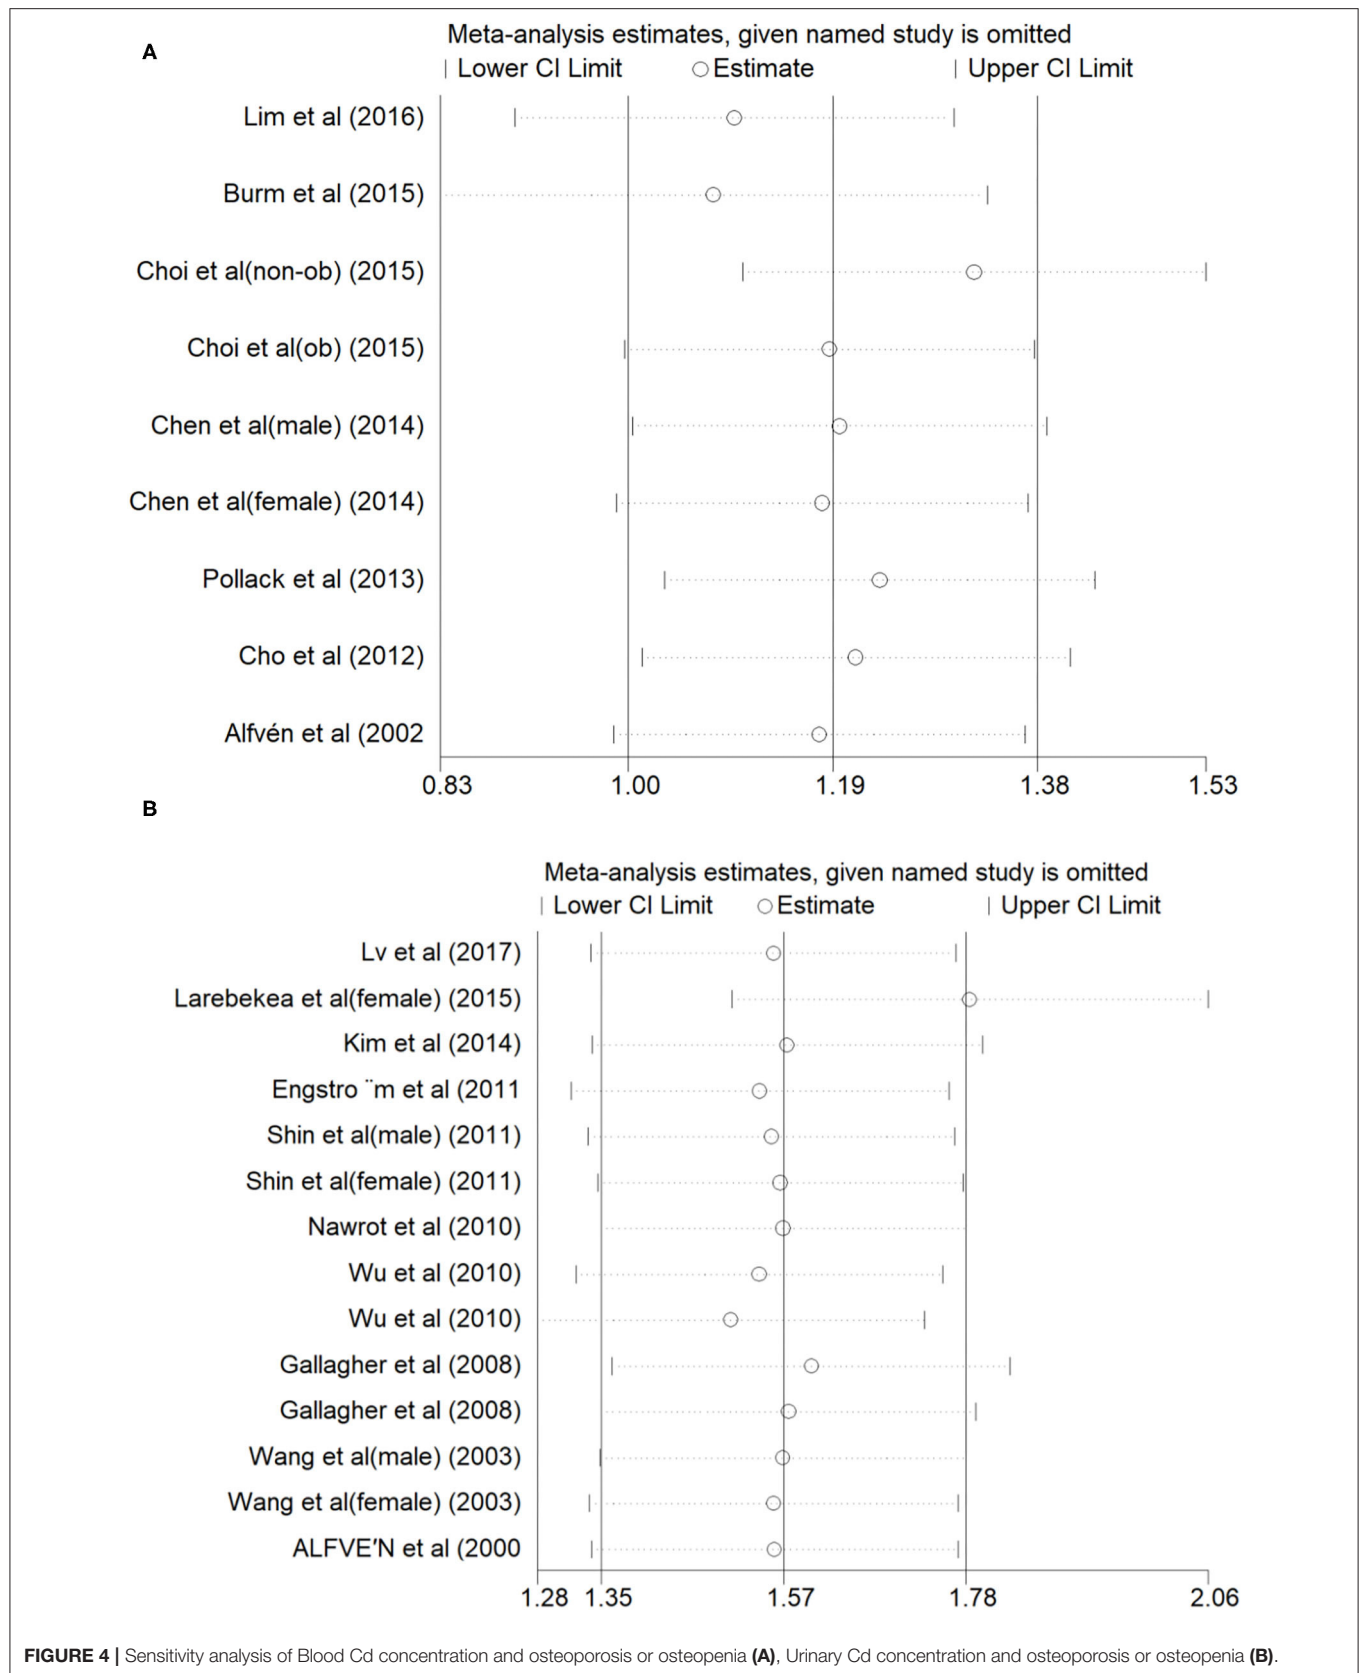 A
Meta-analysis estimates, given named study is omitted
| Lower CI Limit ○ Estimate | Upper CI Limit
Lim et al (2016)
Burm et al (2015)
Choi et al(non-ob) (2015)
Choi et al(ob) (2015)
Chen et al(male) (2014)
Chen et al(female) (2014)
Pollack et al (2013)
Cho et al (2012)
Alfvén et al (2002
0.83 1.00 1.19 1.38 1.53
B
Meta-analysis estimates, given named study is omitted
| Lower CI Limit ○ Estimate | Upper CI Limit
Lv et al (2017)
Larebekea et al(female) (2015)
Kim et al (2014)
Engstro ¨m et al (2011
Shin et al(male) (2011)
Shin et al(female) (2011)
Nawrot et al (2010)
Wu et al (2010)
Wu et al (2010)
Gallagher et al (2008)
Gallagher et al (2008)
Wang et al(male) (2003)
Wang et al(female) (2003)
ALFVE′N et al (2000
1.28 1.35 1.57 1.78 2.06
FIGURE 4 | Sensitivity analysis of Blood Cd concentration and osteoporosis or osteopenia (A), Urinary Cd concentration and osteoporosis or osteopenia (B).